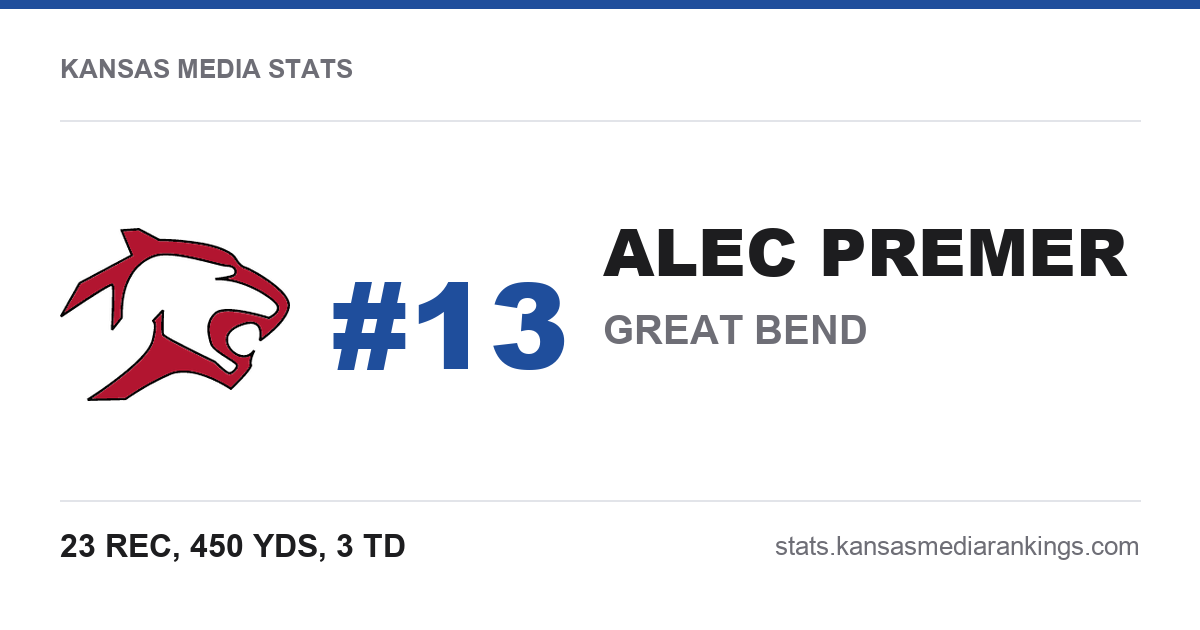 KANSAS MEDIA STATS
#13
ALEC PREMER
GREAT BEND
23 REC, 450 YDS, 3 TD
stats.kansasmediarankings.com